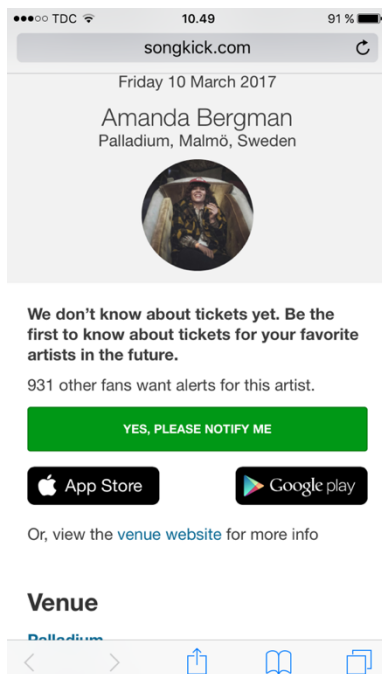 TDC 10.49 91 %
songkick.com
Friday 10 March 2017
Amanda Bergman
Palladium, Malmö, Sweden
We don’t know about tickets yet. Be the
first to know about tickets for your favorite
artists in the future.
931 other fans want alerts for this artist.
YES, PLEASE NOTIFY ME
App Store Google play
Or, view the venue website for more info
Venue
Palladium